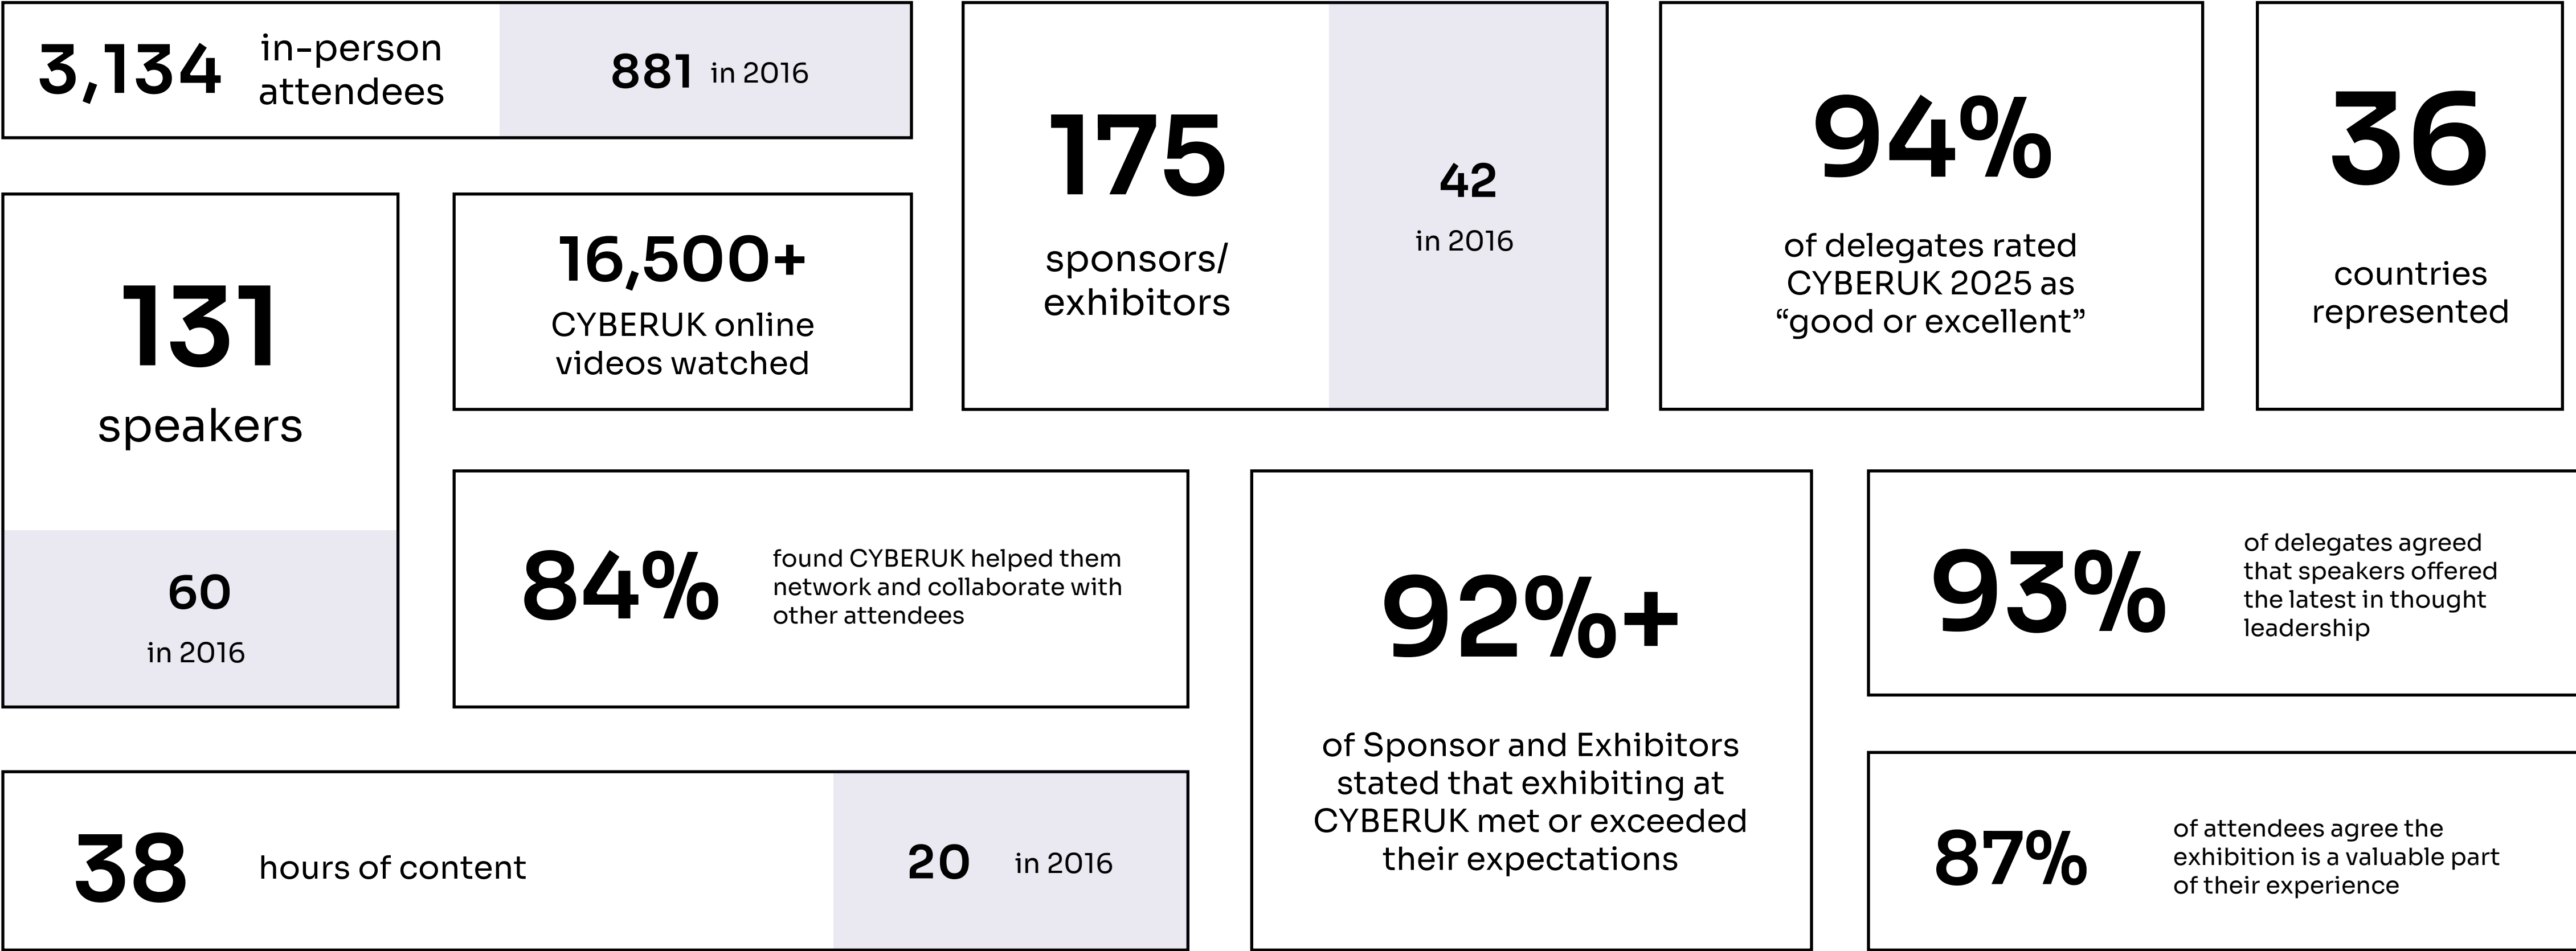 3,134
in-person
attendees
881 in 2016
175
sponsors/
exhibitors
42
in 2016
94%
of delegates rated
CYBERUK 2025 as
“good or excellent”
36
countries
represented
131
speakers
60
in 2016
16,500+
CYBERUK online
videos watched
84%
found CYBERUK helped them
network and collaborate with
other attendees
92%+
of Sponsor and Exhibitors
stated that exhibiting at
CYBERUK met or exceeded
their expectations
93%
of delegates agreed
that speakers offered
the latest in thought
leadership
38 hours of content
20 in 2016
87%
of attendees agree the
exhibition is a valuable part
of their experience